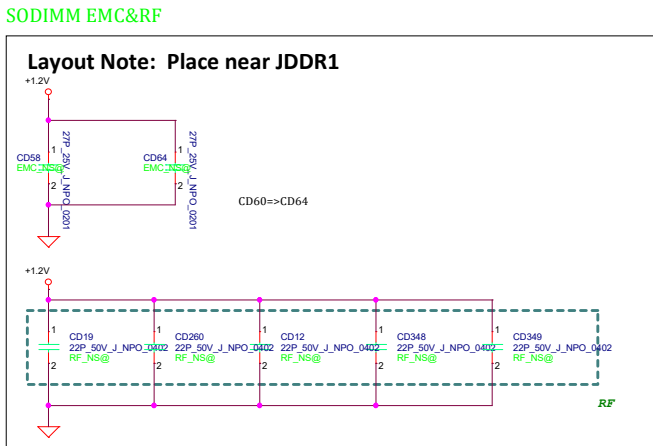 SODIMM EMC&RF
Layout Note: Place near JDDR1
+1.2V
1
1
CD58
EMC_NS@
27P_25V_J_NPO_0201
CD64
EMC_NS@
27P_25V_J_NPO_0201
2
2
CD60=>CD64
+1.2V
1
1
1
1
1
CD19
22P_50V_J_NPO_0402
RF_NS@
CD260
22P_50V_J_NPO_0402
RF_NS@
CD12
22P_50V_J_NPO_0402
RF_NS@
CD348
22P_50V_J_NPO_0402
RF_NS@
CD349
22P_50V_J_NPO_0402
RF_NS@
2
2
2
2
2
RF